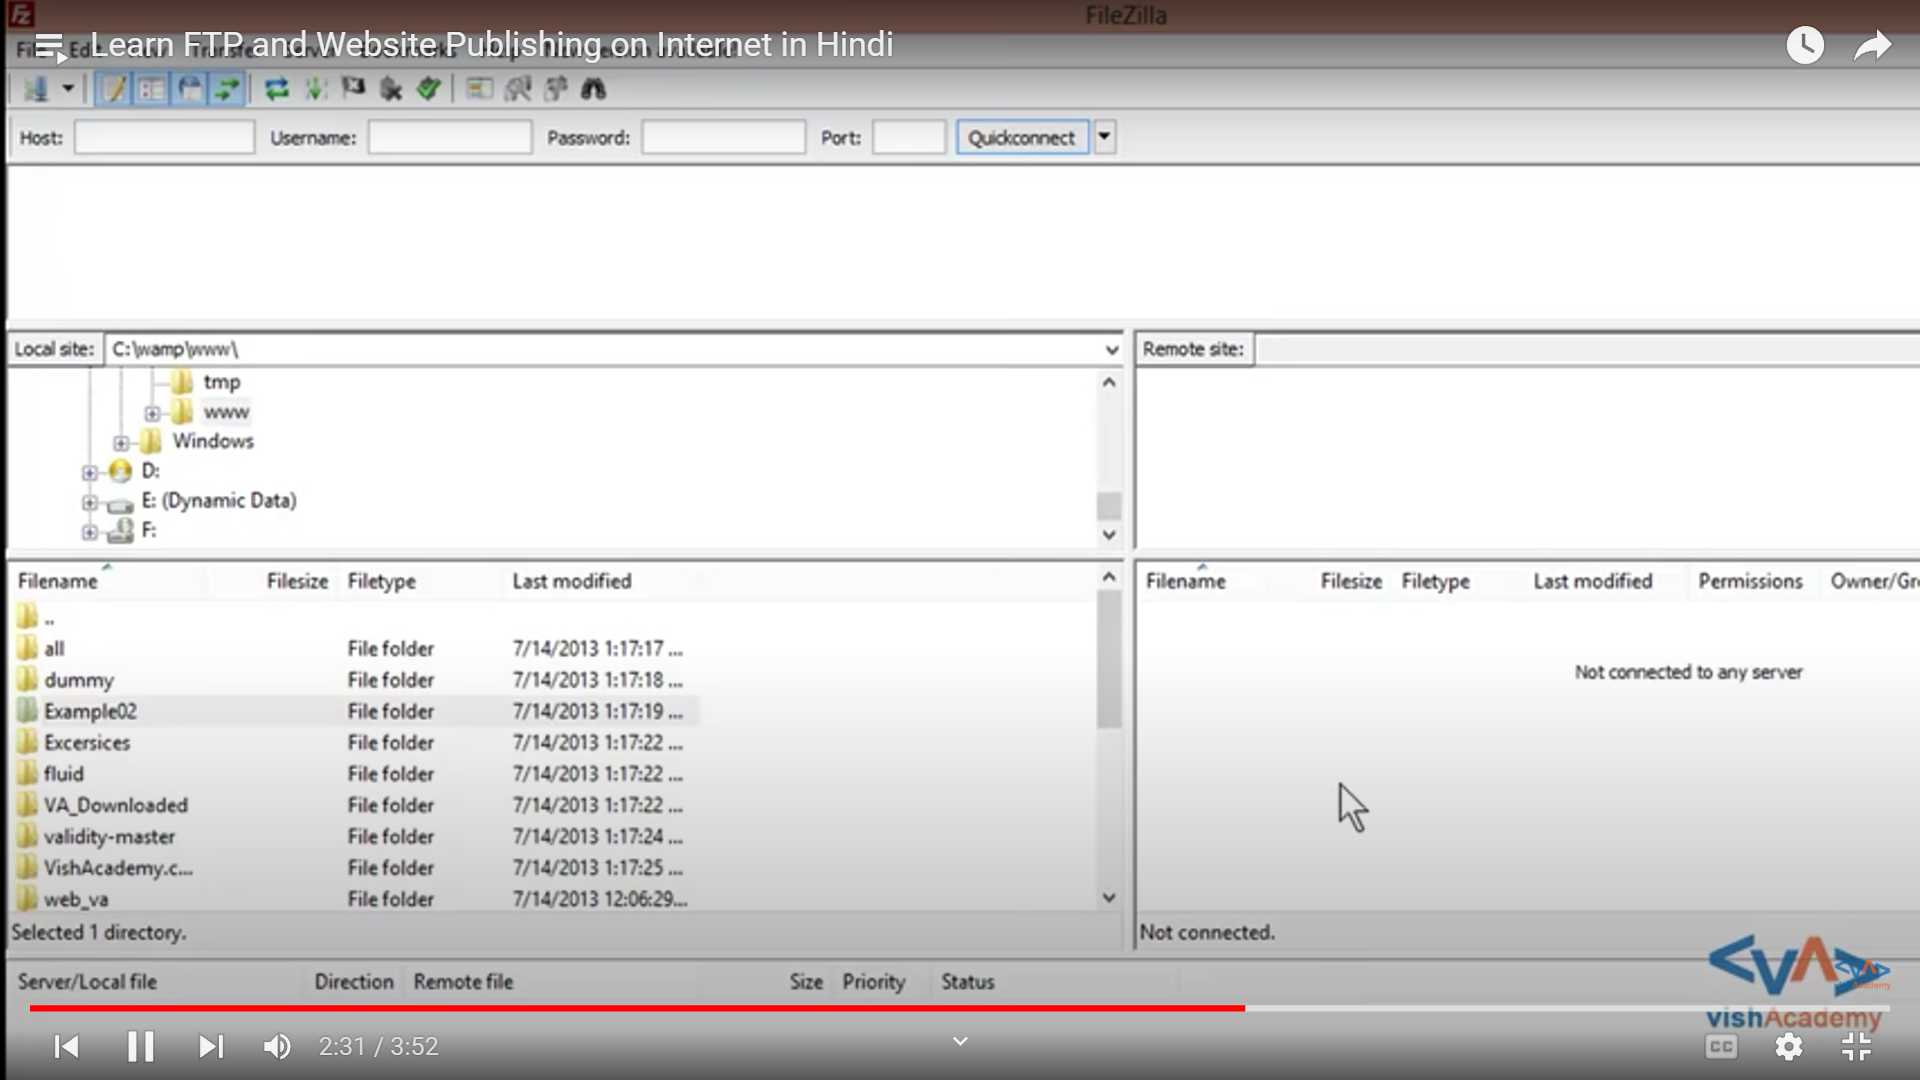 FileZilla
Learn FTP and Website Publishing on Internet in Hindi
File Edit
Host: Username: Password: Port: Quickconnect
Local site: C:\wamp\www\ Remote site:
tmp
www
Windows
D:
E: (Dynamic Data)
F:
Filename Filesize Filetype Last modified Filename Filesize Filetype Last modified Permissions Owner/Gro
..
all File folder 7/14/2013 1:17:17 ...
Not connected to any server
dummy File folder 7/14/2013 1:17:18 ...
Example02 File folder 7/14/2013 1:17:19 ...
Excersices File folder 7/14/2013 1:17:22 ...
fluid File folder 7/14/2013 1:17:22 ...
VA_Downloaded File folder 7/14/2013 1:17:22 ...
validity-master File folder 7/14/2013 1:17:24 ...
VishAcademy.c... File folder 7/14/2013 1:17:25 ...
web_va File folder 7/14/2013 12:06:29...
Selected 1 directory. Not connected.
Server/Local file Direction Remote file Size Priority Status
<VA>
vishAcademy
2:31 / 3:52 CC